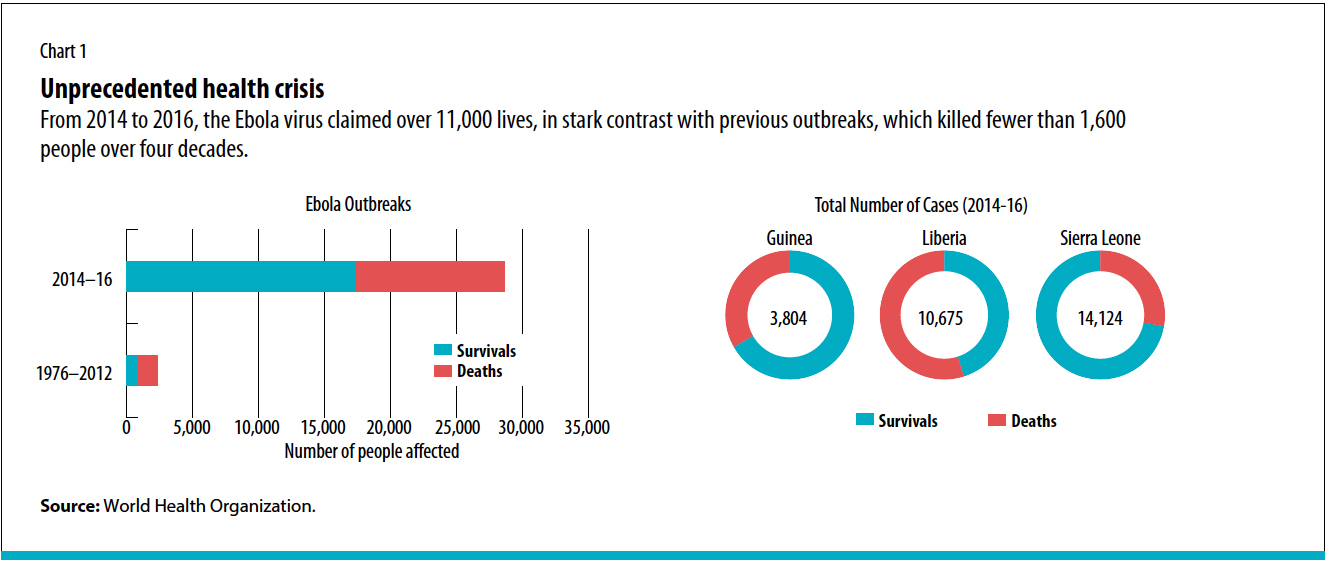 Chart 1
Unprecedented health crisis
From 2014 to 2016, the Ebola virus claimed over 11,000 lives, in stark contrast with previous outbreaks, which killed fewer than 1,600
people over four decades.
Ebola Outbreaks
2014–16
1976–2012
Survivals
Deaths
0 5,000 10,000 15,000 20,000 25,000 30,000 35,000
Number of people affected
Total Number of Cases (2014-16)
Guinea Liberia Sierra Leone
3,804 10,675 14,124
Survivals Deaths
Source: World Health Organization.